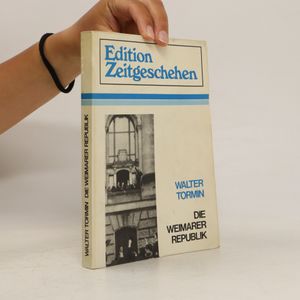 Edition
Zeitgeschehen
WALTER
TORMIN
DIE
WEIMARER
REPUBLIK
WALTER TORMIN DIE WEIMARER REPUBLIK